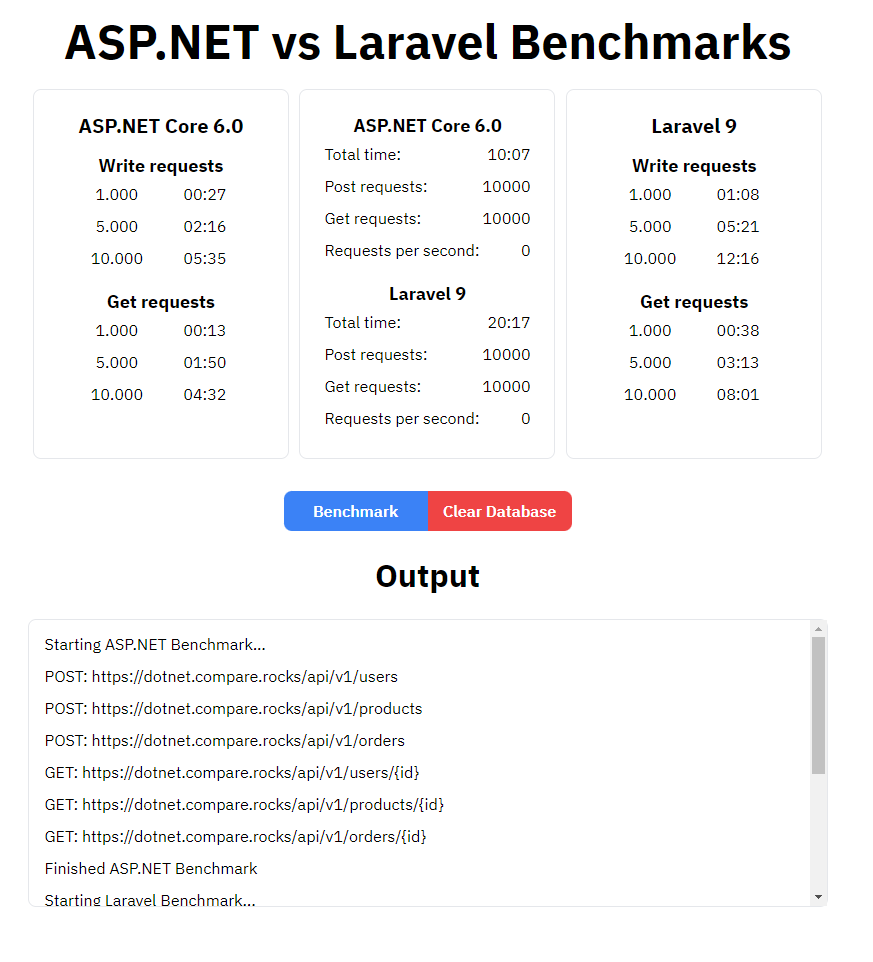 ASP.NET vs Laravel Benchmarks
ASP.NET Core 6.0
Write requests
1.000 00:27
5.000 02:16
10.000 05:35
Get requests
1.000 00:13
5.000 01:50
10.000 04:32
ASP.NET Core 6.0
Total time: 10:07
Post requests: 10000
Get requests: 10000
Requests per second: 0
Laravel 9
Total time: 20:17
Post requests: 10000
Get requests: 10000
Requests per second: 0
Laravel 9
Write requests
1.000 01:08
5.000 05:21
10.000 12:16
Get requests
1.000 00:38
5.000 03:13
10.000 08:01
Benchmark Clear Database
Output
Starting ASP.NET Benchmark...
POST: https://dotnet.compare.rocks/api/v1/users
POST: https://dotnet.compare.rocks/api/v1/products
POST: https://dotnet.compare.rocks/api/v1/orders
GET: https://dotnet.compare.rocks/api/v1/users/{id}
GET: https://dotnet.compare.rocks/api/v1/products/{id}
GET: https://dotnet.compare.rocks/api/v1/orders/{id}
Finished ASP.NET Benchmark
Starting Laravel Benchmark...